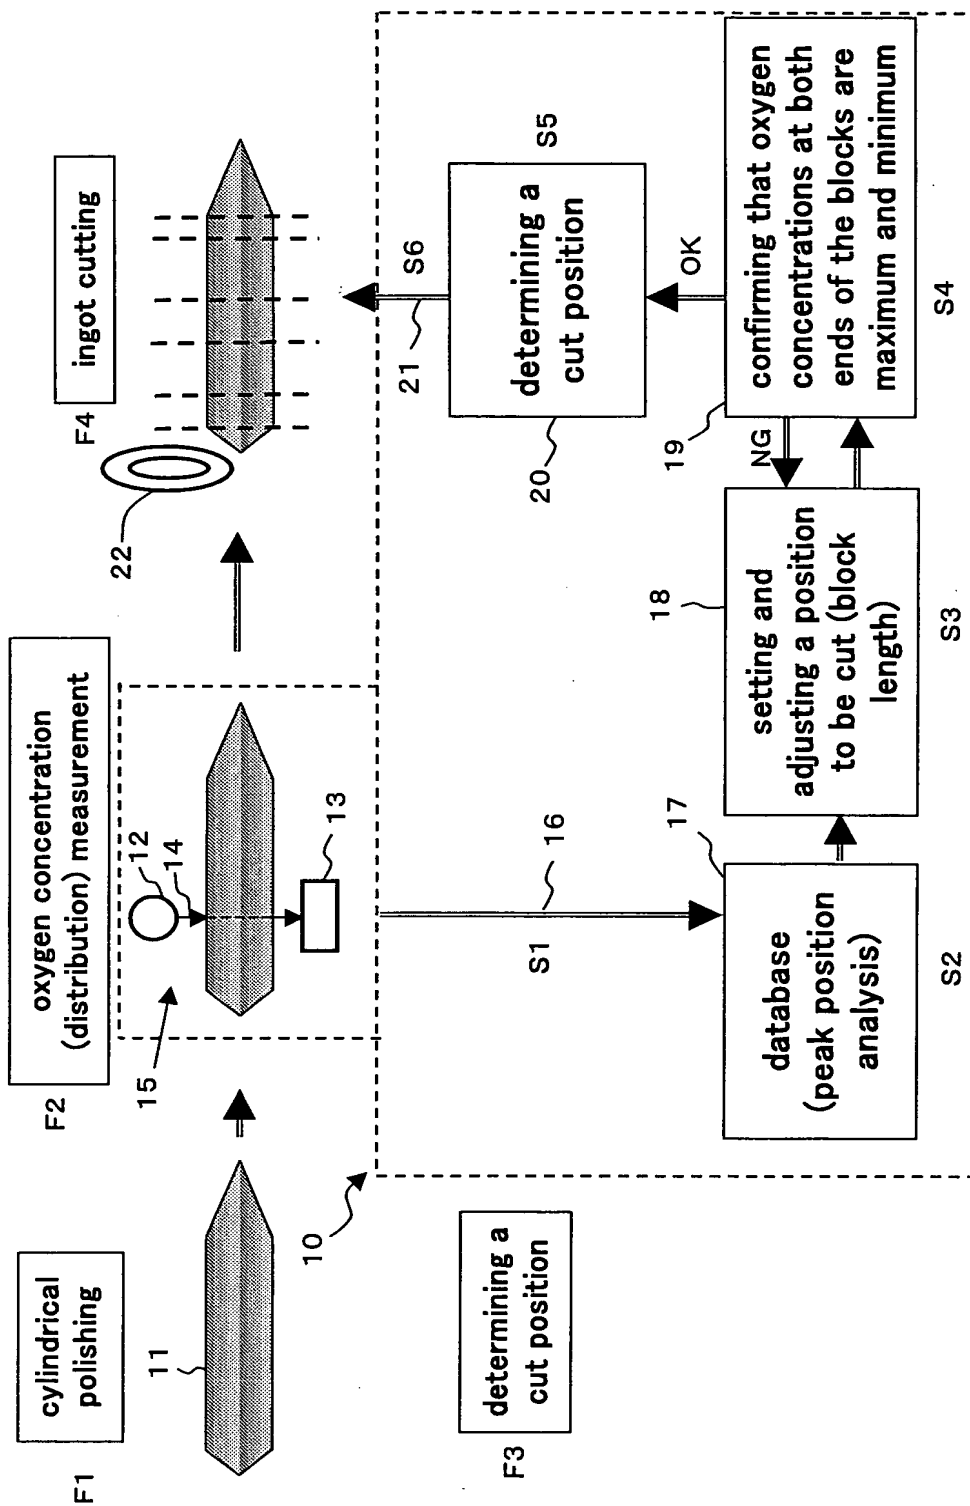 F1
cylindrical
polishing
11
F2
oxygen concentration
(distribution) measurement
15
12
14
13
F4
ingot cutting
22
10
F3
determining a
cut position
S1
16
17
database
(peak position
analysis)
S2
18
setting and
adjusting a position
to be cut (block
length)
S3
NG
19
confirming that oxygen
concentrations at both
ends of the blocks are
maximum and minimum
S4
OK
20
determining a
cut position
S5
21
S6